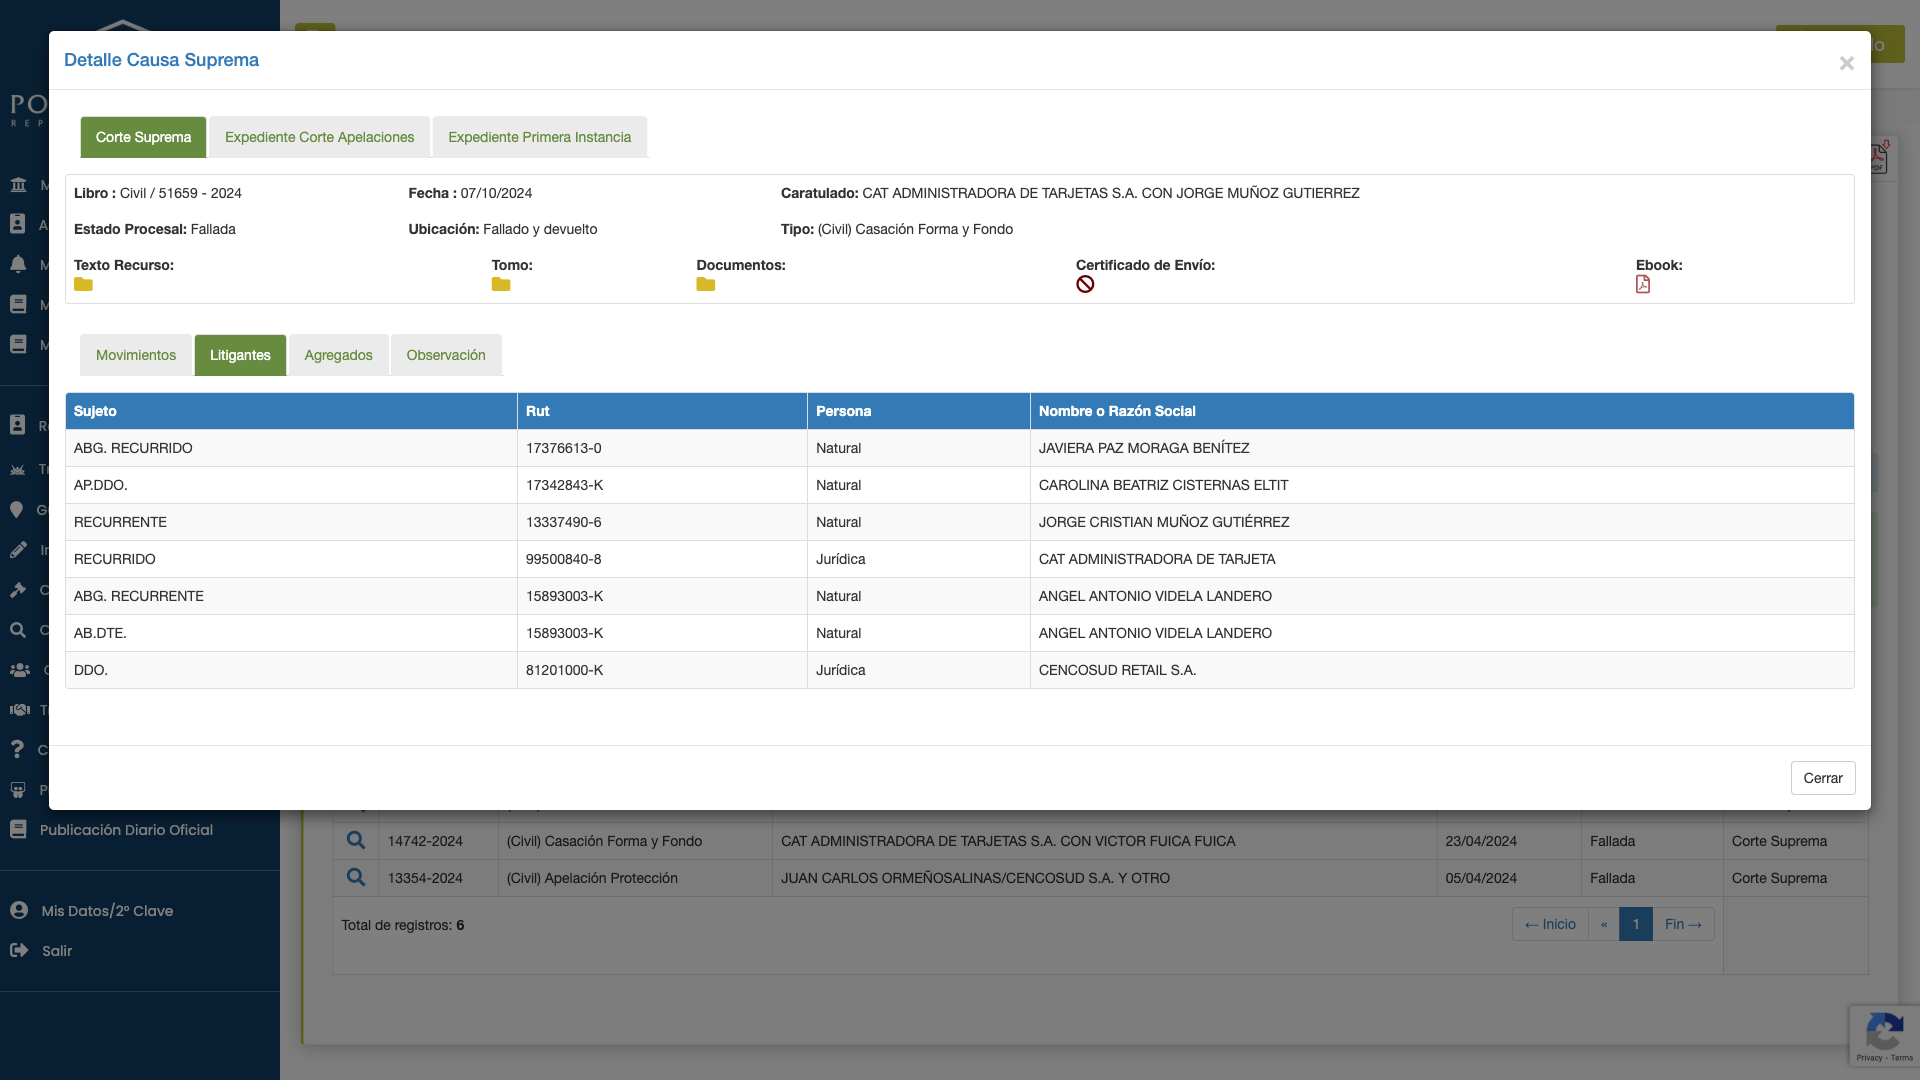 Detalle Causa Suprema
×
Corte Suprema
Expediente Corte Apelaciones
Expediente Primera Instancia
Libro : Civil / 51659 - 2024
Fecha : 07/10/2024
Caratulado: CAT ADMINISTRADORA DE TARJETAS S.A. CON JORGE MUÑOZ GUTIERREZ
Estado Procesal: Fallada
Ubicación: Fallado y devuelto
Tipo: (Civil) Casación Forma y Fondo
Texto Recurso:
Tomo:
Documentos:
Certificado de Envío:
Ebook:
Movimientos
Litigantes
Agregados
Observación
Sujeto Rut Persona Nombre o Razón Social
ABG. RECURRIDO 17376613-0 Natural JAVIERA PAZ MORAGA BENÍTEZ
AP.DDO. 17342843-K Natural CAROLINA BEATRIZ CISTERNAS ELTIT
RECURRENTE 13337490-6 Natural JORGE CRISTIAN MUÑOZ GUTIÉRREZ
RECURRIDO 99500840-8 Jurídica CAT ADMINISTRADORA DE TARJETA
ABG. RECURRENTE 15893003-K Natural ANGEL ANTONIO VIDELA LANDERO
AB.DTE. 15893003-K Natural ANGEL ANTONIO VIDELA LANDERO
DDO. 81201000-K Jurídica CENCOSUD RETAIL S.A.
Cerrar
Publicación Diario Oficial
Mis Datos/2º Clave
Salir
14742-2024 (Civil) Casación Forma y Fondo CAT ADMINISTRADORA DE TARJETAS S.A. CON VICTOR FUICA FUICA 23/04/2024 Fallada Corte Suprema
13354-2024 (Civil) Apelación Protección JUAN CARLOS ORMEÑOSALINAS/CENCOSUD S.A. Y OTRO 05/04/2024 Fallada Corte Suprema
Total de registros: 6
← Inicio « 1 Fin →
Privacy - Terms